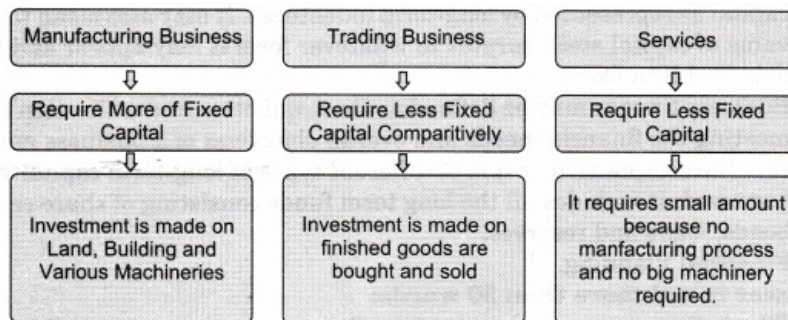 Manufacturing Business
Require More of Fixed
Capital
Investment is made on
Land, Building and
Various Machineries
Trading Business
Require Less Fixed
Capital Comparitively
Investment is made on
finished goods are
bought and sold
Services
Require Less Fixed
Capital
It requires small amount
because no
manfacturing process
and no big machinery
required.